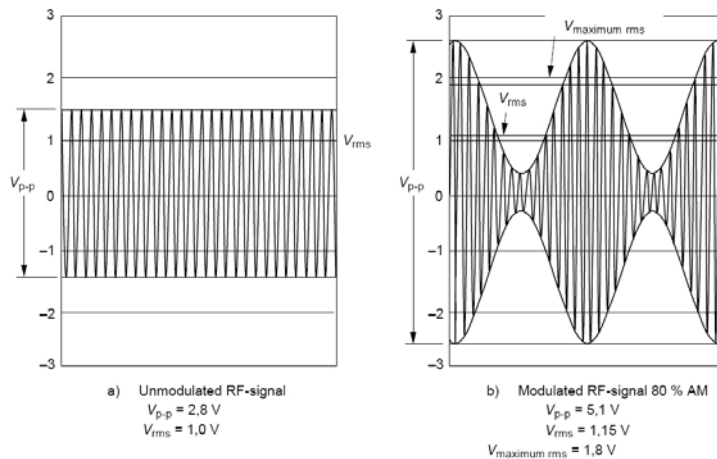 3
2
1
0
–1
–2
–3
Vp-p
Vrms
a) Unmodulated RF-signal
Vp-p = 2,8 V
Vrms = 1,0 V
3
2
1
0
–1
–2
–3
Vp-p
Vmaximum rms
Vrms
b) Modulated RF-signal 80 % AM
Vp-p = 5,1 V
Vrms = 1,15 V
Vmaximum rms = 1,8 V